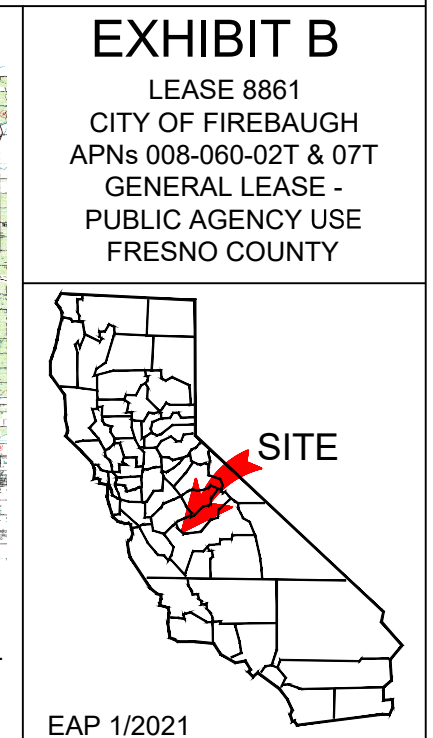 EXHIBIT B
LEASE 8861
CITY OF FIREBAUGH
APNs 008-060-02T & 07T
GENERAL LEASE -
PUBLIC AGENCY USE
FRESNO COUNTY
SITE
EAP 1/2021